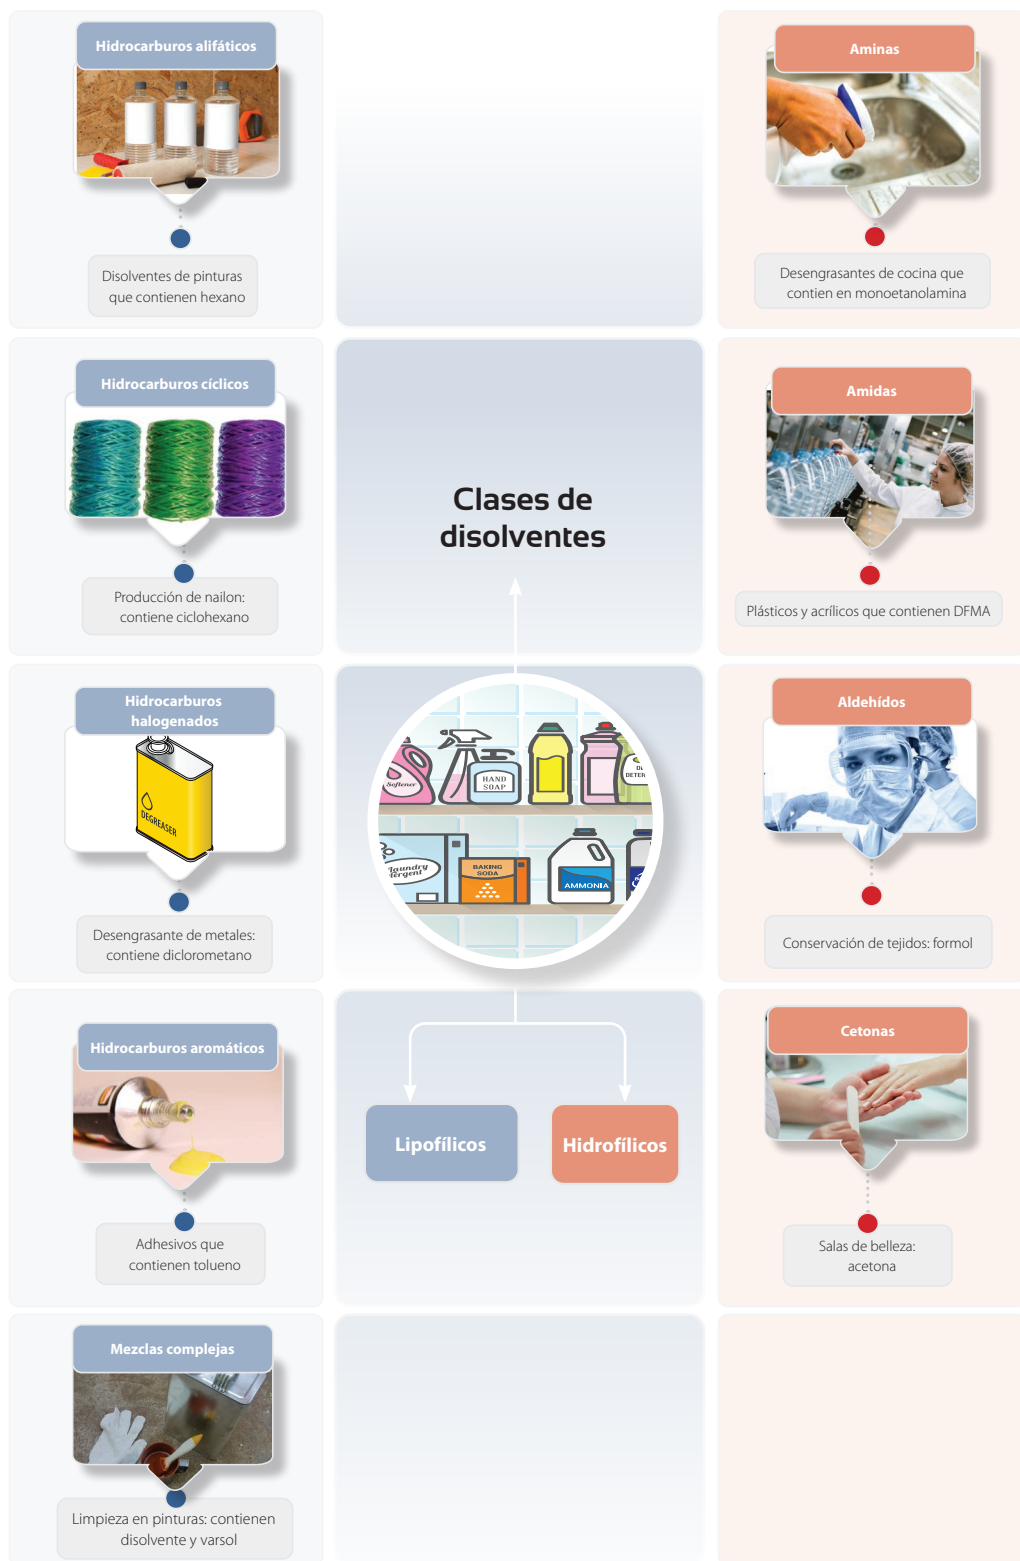 Hidrocarburos alifáticos
Disolventes de pinturas
que contienen hexano
Hidrocarburos cíclicos
Producción de nailon:
contiene ciclohexano
Hidrocarburos
halogenados
DEGREASER
Desengrasante de metales:
contiene diclorometano
Hidrocarburos aromáticos
Adhesivos que
contienen tolueno
Mezclas complejas
Limpieza en pinturas: contienen
disolvente y varsol
Clases de
disolventes
Softener
HAND
SOAP
DETER
Laundry
tergent
BAKING
SODA
AMMONIA
Lipofílicos
Hidrofílicos
Aminas
Desengrasantes de cocina que
contien en monoetanolamina
Amidas
Plásticos y acrílicos que contienen DFMA
Aldehídos
Conservación de tejidos: formol
Cetonas
Salas de belleza:
acetona